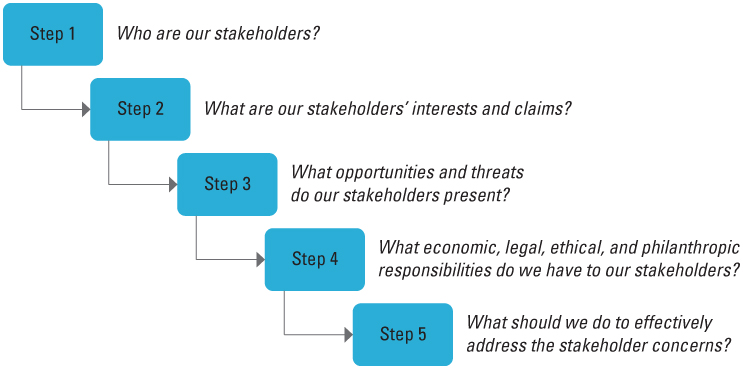 Step 1
Who are our stakeholders?
Step 2
What are our stakeholders’ interests and claims?
Step 3
What opportunities and threats
do our stakeholders present?
Step 4
What economic, legal, ethical, and philanthropic
responsibilities do we have to our stakeholders?
Step 5
What should we do to effectively
address the stakeholder concerns?